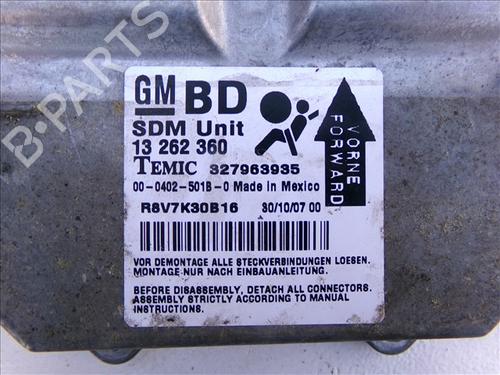 B-PARTS
GM BD
SDM Unit
13 262 360
TEMIC 327963935
00-0402-501B-0 Made in Mexico
R8V7K30B16 30/10/07 00
VORNE
FORWARD
VOR DEMONTAGE ALLE STECKVERBINDUNGEN LOESEN.
MONTAGE NUR NACH EINBAUANLEITUNG.
BEFORE DISASSEMBLY, DETACH ALL CONNECTORS.
ASSEMBLY STRICTLY ACCORDING TO MANUAL
INSTRUCTIONS.